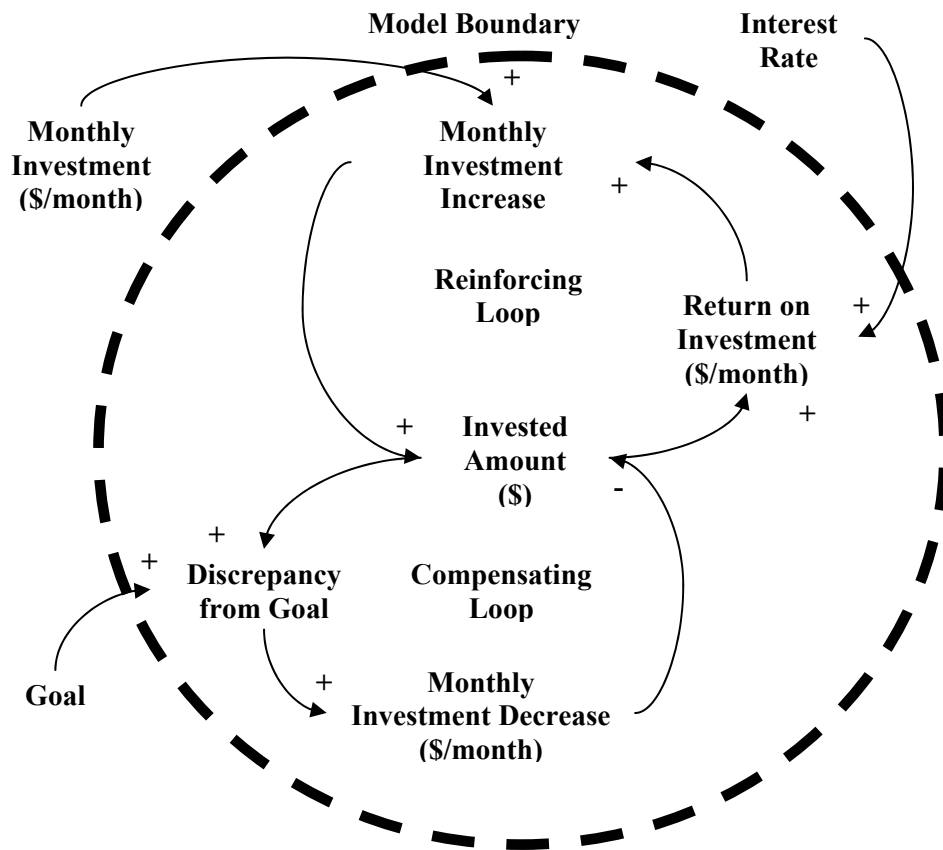 Model Boundary
Interest
Rate
+
Monthly
Investment
($/month)
Monthly
Investment
Increase
+
Reinforcing
Loop
Return on
Investment
($/month)
+
+
+
Invested
Amount
($)
-
+
+
Discrepancy
from Goal
Compensating
Loop
Goal
+
Monthly
Investment Decrease
($/month)